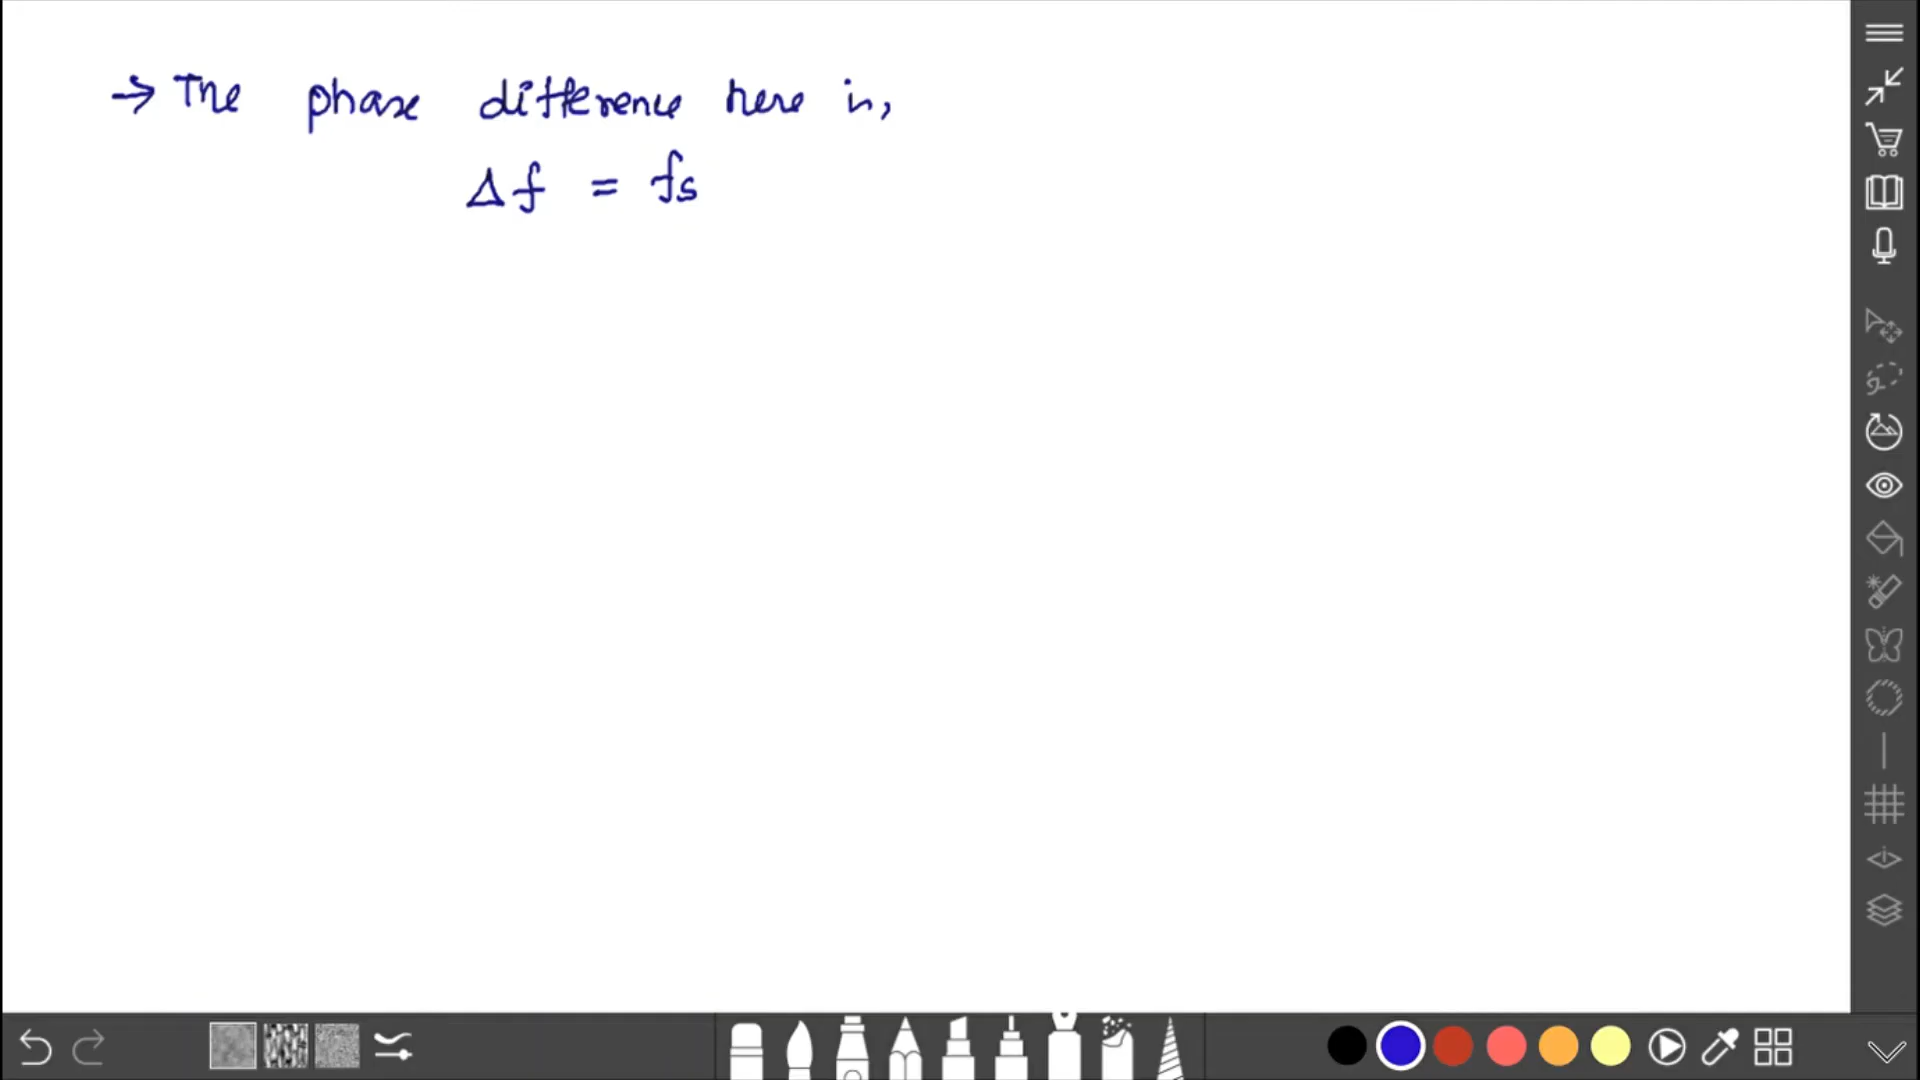 → The phase difference here is,
Δf = fs